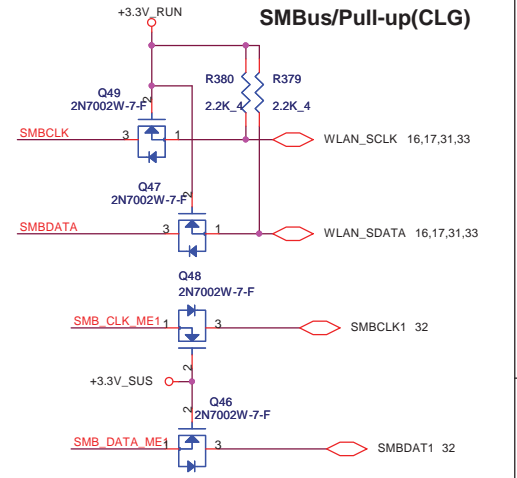 +3.3V_RUN
SMBus/Pull-up(CLG)
R380 R379
Q49
2N7002W-7-F
2.2K_4 2.2K_4
2
SMBCLK 3 1 WLAN_SCLK 16,17,31,33
Q47
2N7002W-7-F
2
SMBDATA 3 1 WLAN_SDATA 16,17,31,33
Q48
2N7002W-7-F
SMB_CLK_ME1 1 3 SMBCLK1 32
2
+3.3V_SUS
Q46
2
2N7002W-7-F
SMB_DATA_ME1 1 3 SMBDAT1 32